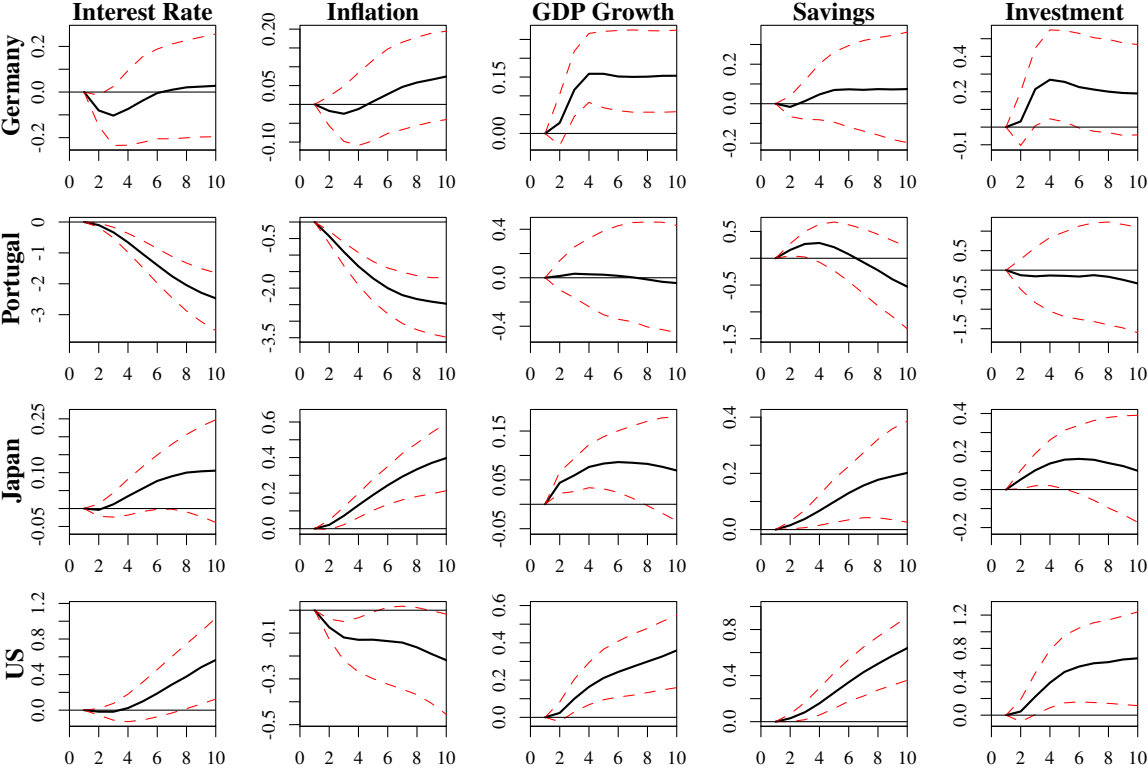 Interest Rate Inflation GDP Growth Savings Investment
Germany
0.2 0.0 -0.2
0.20 0.05 -0.10
0.15 0.00
0.2 0.0 -0.2
0.4 0.2 -0.1
0 2 4 6 8 10 0 2 4 6 8 10 0 2 4 6 8 10 0 2 4 6 8 10 0 2 4 6 8 10
Portugal
0 -1 -2 -3
-0.5 -2.0 -3.5
0.4 0.0 -0.4
0.5 -0.5 -1.5
0.5 -0.5 -1.5
0 2 4 6 8 10 0 2 4 6 8 10 0 2 4 6 8 10 0 2 4 6 8 10 0 2 4 6 8 10
Japan
0.25 0.10 -0.05
0.6 0.4 0.2 0.0
0.15 0.05 -0.05
0.4 0.2 0.0
0.4 0.2 0.0 -0.2
0 2 4 6 8 10 0 2 4 6 8 10 0 2 4 6 8 10 0 2 4 6 8 10 0 2 4 6 8 10
US
1.2 0.8 0.4 0.0
-0.1 -0.3 -0.5
0.6 0.4 0.2 0.0
0.8 0.4 0.0
1.2 0.8 0.4 0.0
0 2 4 6 8 10 0 2 4 6 8 10 0 2 4 6 8 10 0 2 4 6 8 10 0 2 4 6 8 10